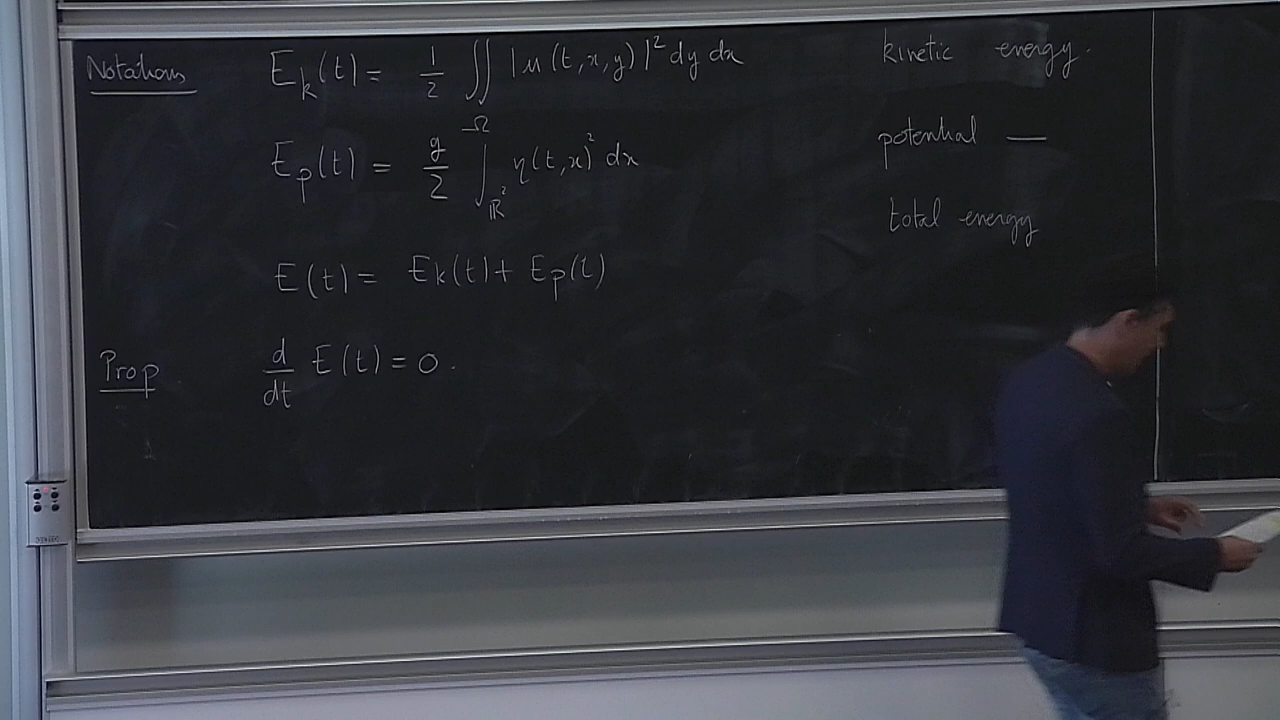 Notations E_k(t) = 1/2 ∬_Ω |u(t,x,y)|² dy dx kinetic energy.
E_p(t) = g/2 ∫_ℝ² η(t,x)² dx potential —
total energy
E(t) = E_k(t) + E_p(t)
Prop d/dt E(t) = 0.